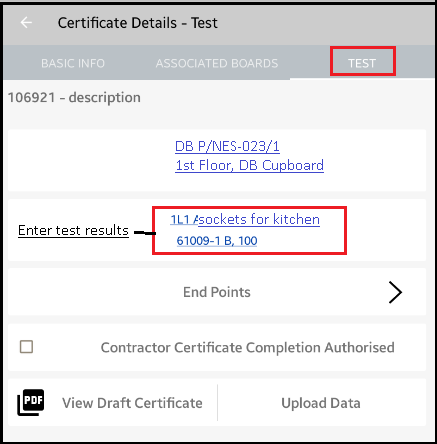 Certificate Details - Test
BASIC INFO ASSOCIATED BOARDS TEST
106921 - description
DB P/NES-023/1
1st Floor, DB Cupboard
Enter test results
1L1 A sockets for kitchen
61009-1 B, 100
End Points
Contractor Certificate Completion Authorised
PDF View Draft Certificate Upload Data